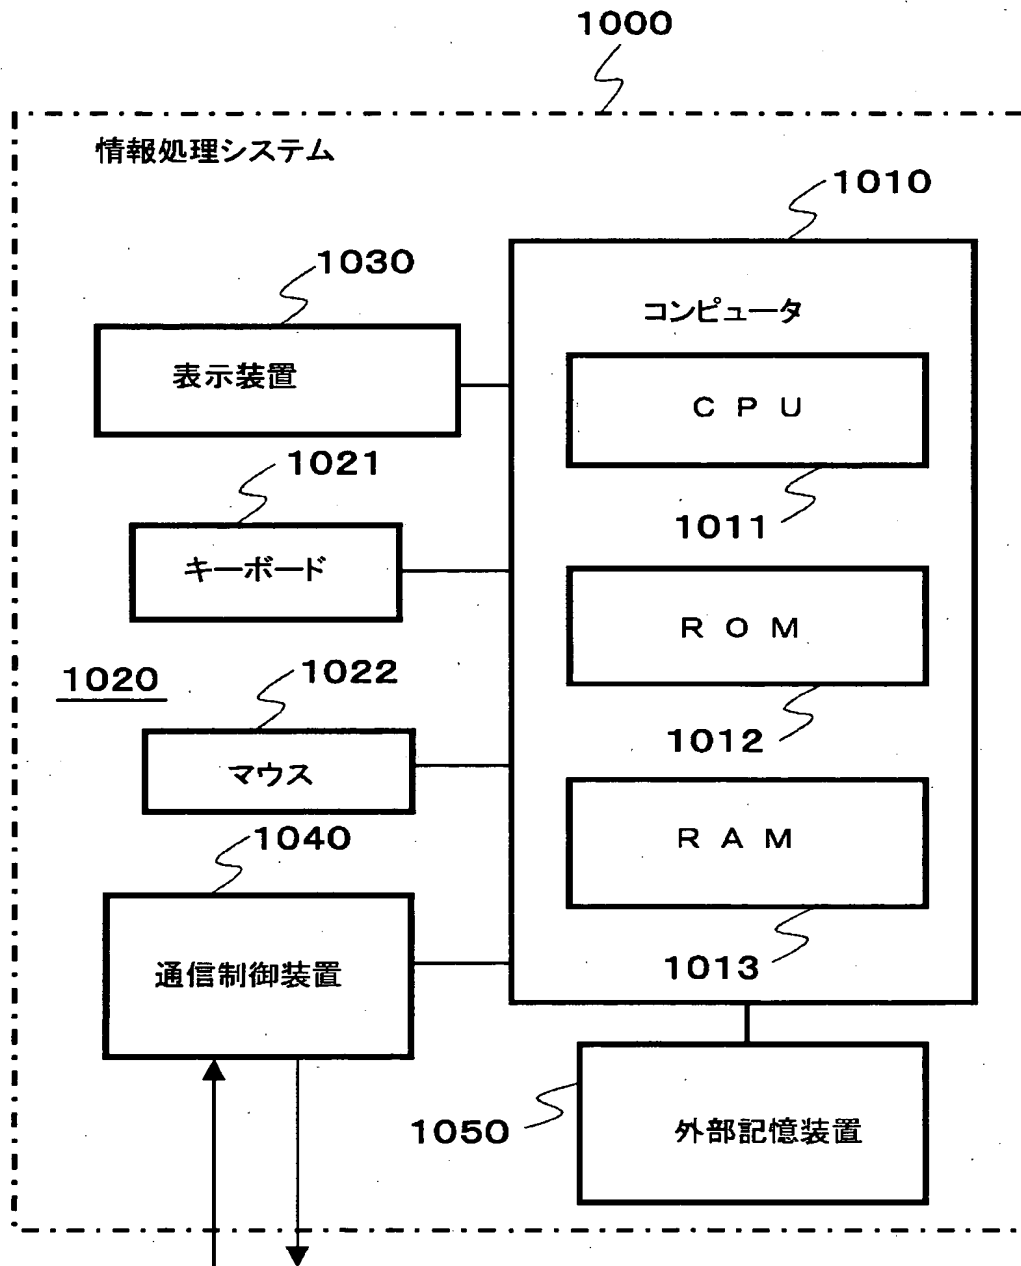 1000
情報処理システム
1010
1030
コンピュータ
表示装置
CPU
1021
1011
キーボード
ROM
1020
1022
1012
マウス
RAM
1040
1013
通信制御装置
1050
外部記憶装置